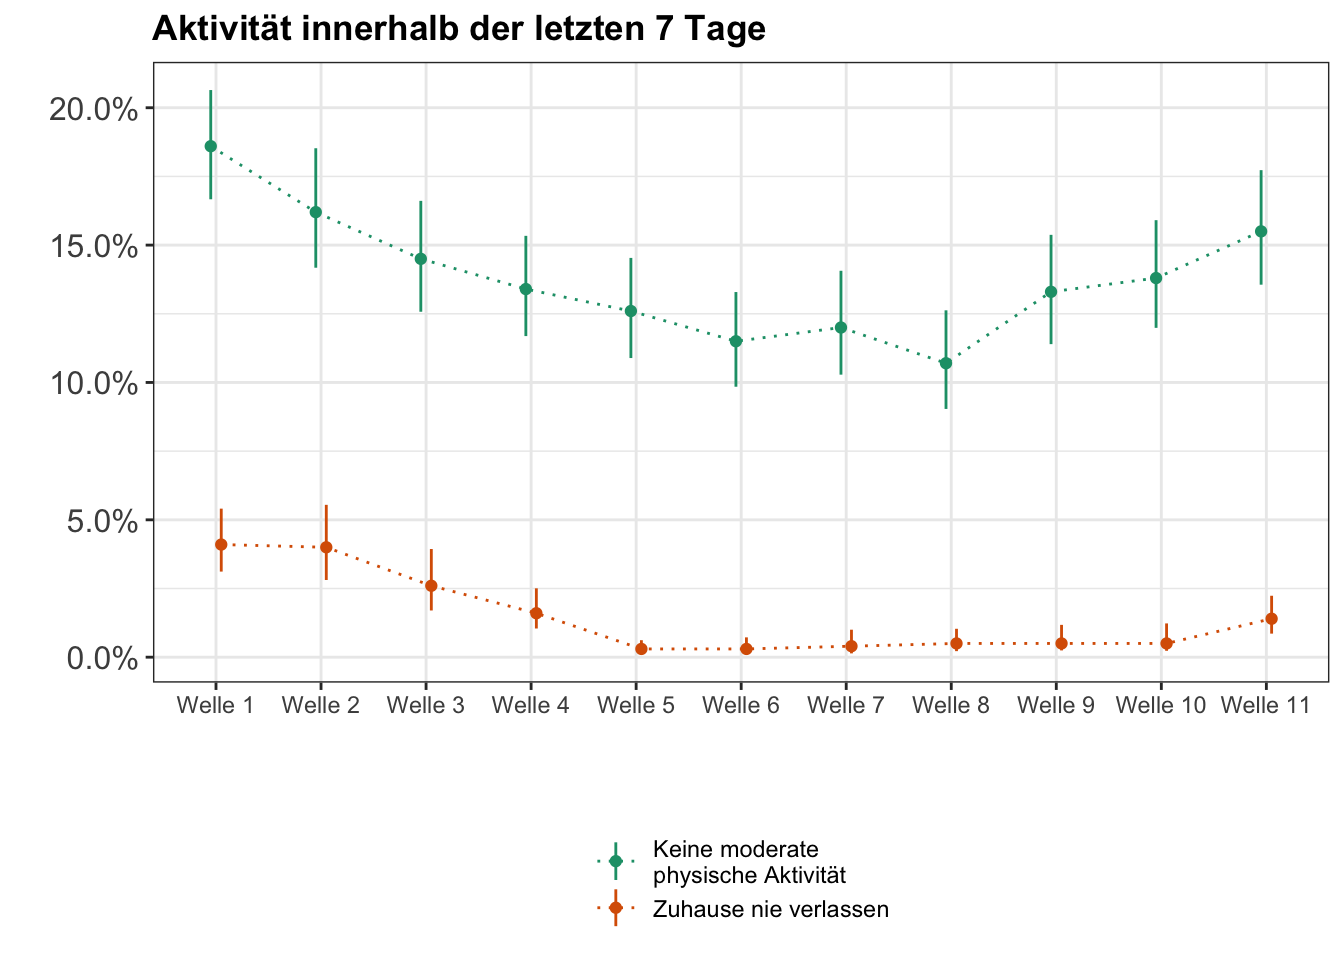 Aktivität innerhalb der letzten 7 Tage
20.0%
15.0%
10.0%
5.0%
0.0%
Welle 1 Welle 2 Welle 3 Welle 4 Welle 5 Welle 6 Welle 7 Welle 8 Welle 9 Welle 10 Welle 11
Keine moderate
physische Aktivität
Zuhause nie verlassen